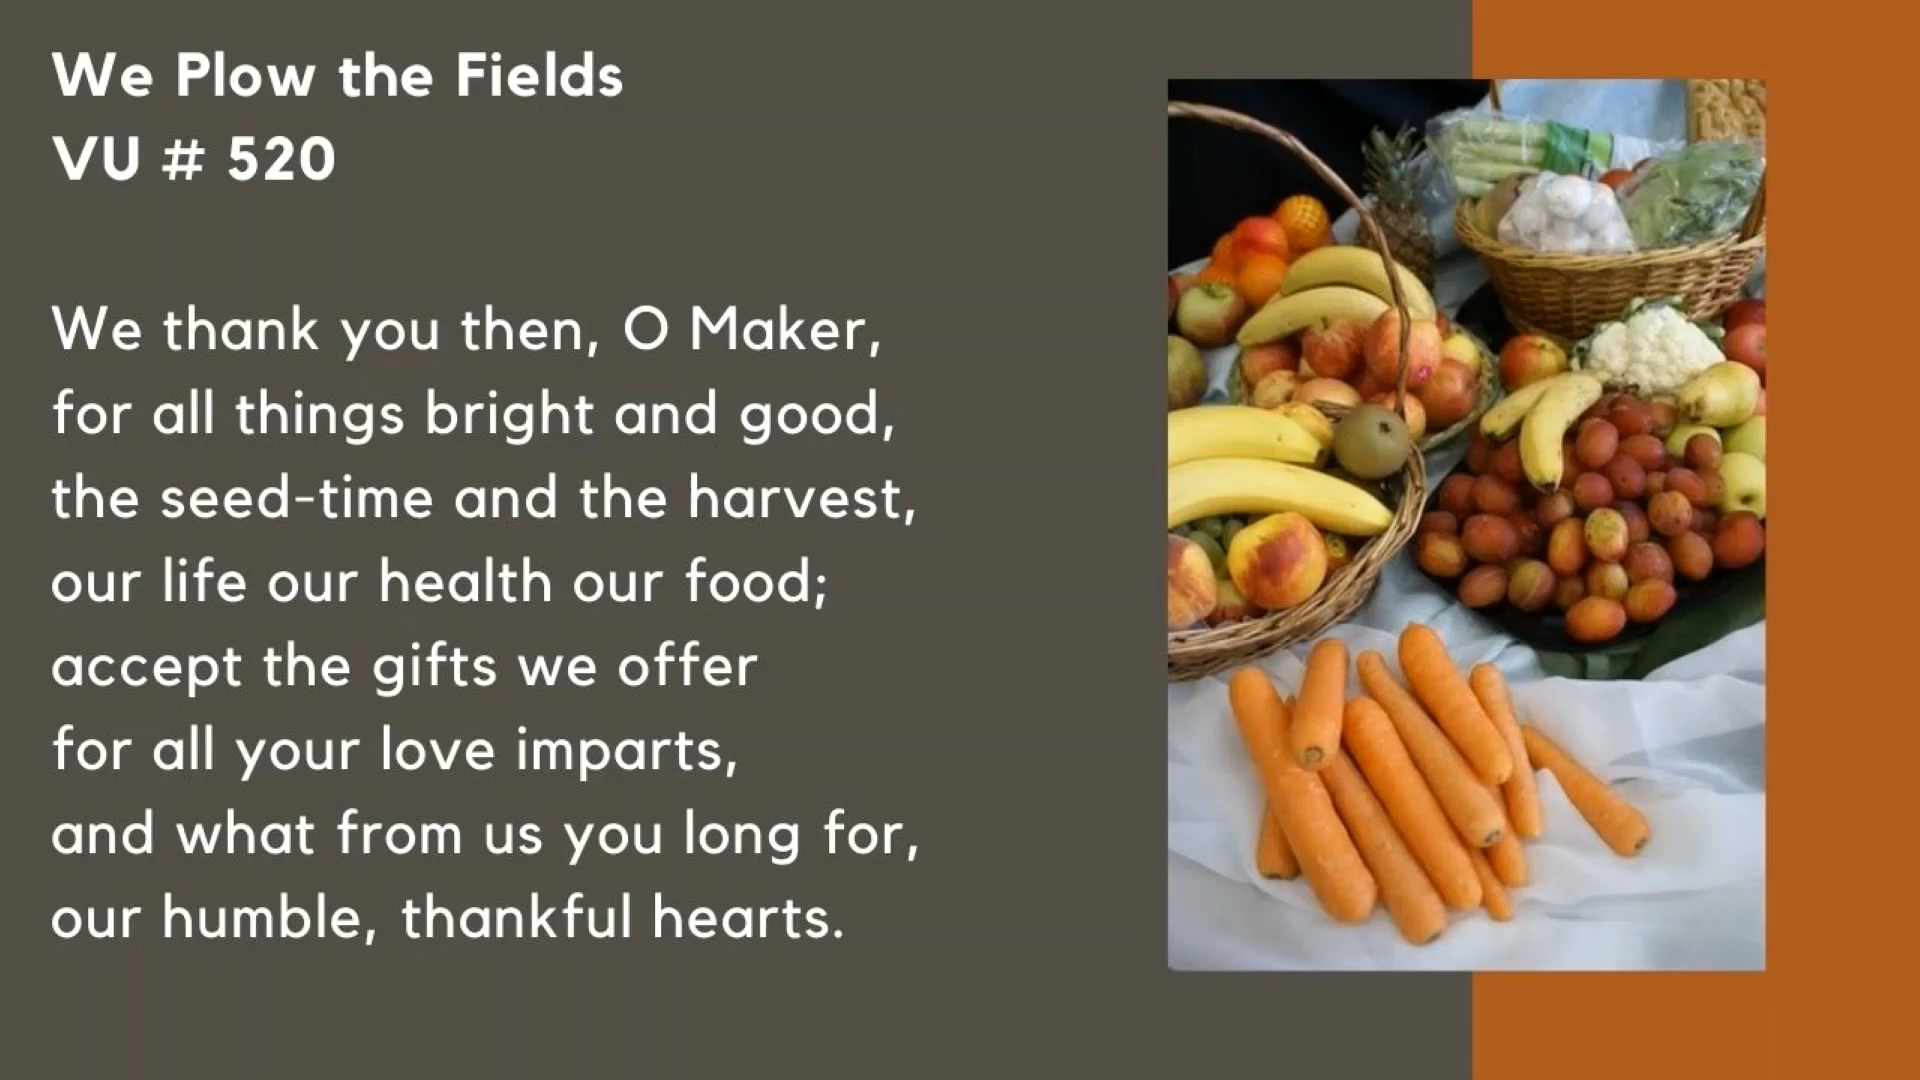 We Plow the Fields
VU # 520
We thank you then, O Maker,
for all things bright and good,
the seed-time and the harvest,
our life our health our food;
accept the gifts we offer
for all your love imparts,
and what from us you long for,
our humble, thankful hearts.